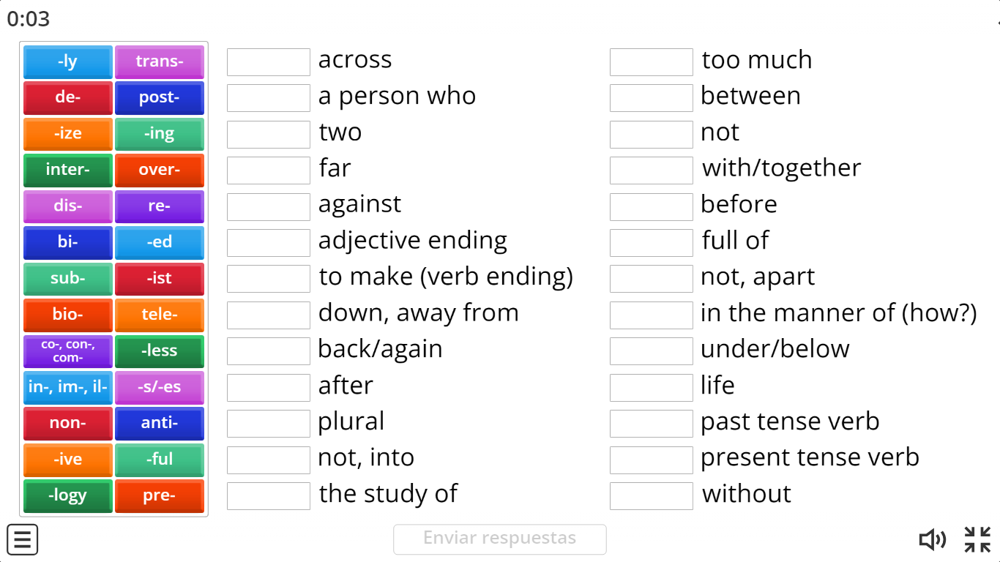 0:03
-ly
trans-
de-
post-
-ize
-ing
inter-
over-
dis-
re-
bi-
-ed
sub-
-ist
bio-
tele-
co-, con-,
com-
-less
in-, im-, il-
-s/-es
non-
anti-
-ive
-ful
-logy
pre-
across
a person who
two
far
against
adjective ending
to make (verb ending)
down, away from
back/again
after
plural
not, into
the study of
too much
between
not
with/together
before
full of
not, apart
in the manner of (how?)
under/below
life
past tense verb
present tense verb
without
Enviar respuestas